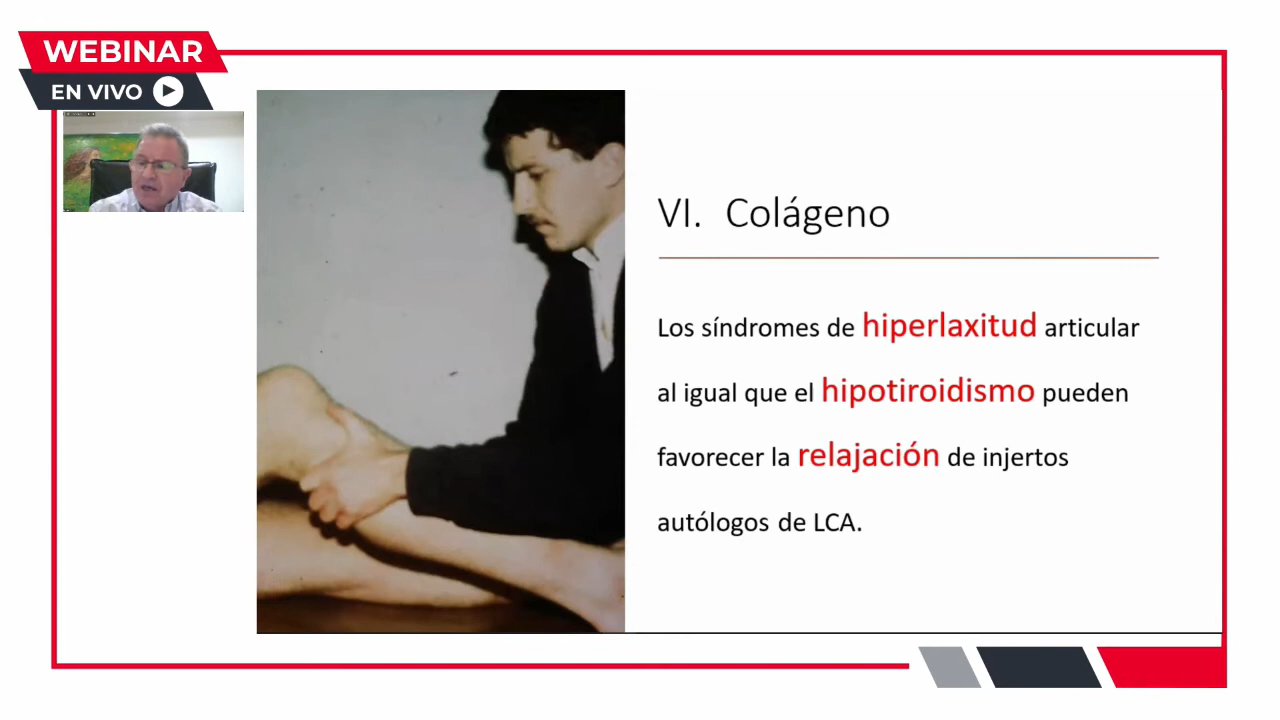 WEBINAR
EN VIVO
VI. Colágeno
Los síndromes de hiperlaxitud articular
al igual que el hipotiroidismo pueden
favorecer la relajación de injertos
autólogos de LCA.